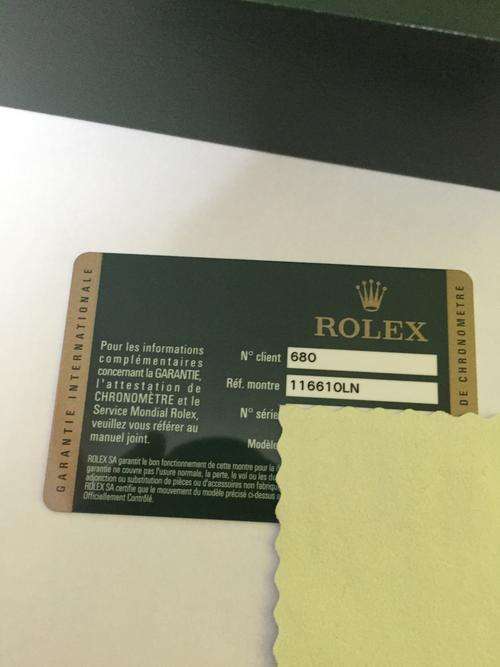 GARANTIE INTERNATIONALE
DE CHRONOMETRE
ROLEX
Pour les informations
complémentaires
concernant la GARANTIE,
l'attestation de
CHRONOMÈTRE et le
Service Mondial Rolex,
veuillez vous référer au
manuel joint.
N° client 680
Réf. montre 116610LN
N° série
Modèle
ROLEX SA garantit le bon fonctionnement de cette montre pour la
garantie ne couvre pas l'usure normale, la perte, le vol ou les
adjonction ou substitution de pièces ou d'accessoires non
ROLEX SA certifie que le mouvement du modèle précisé ci-dessus
Officiellement Contrôlé.